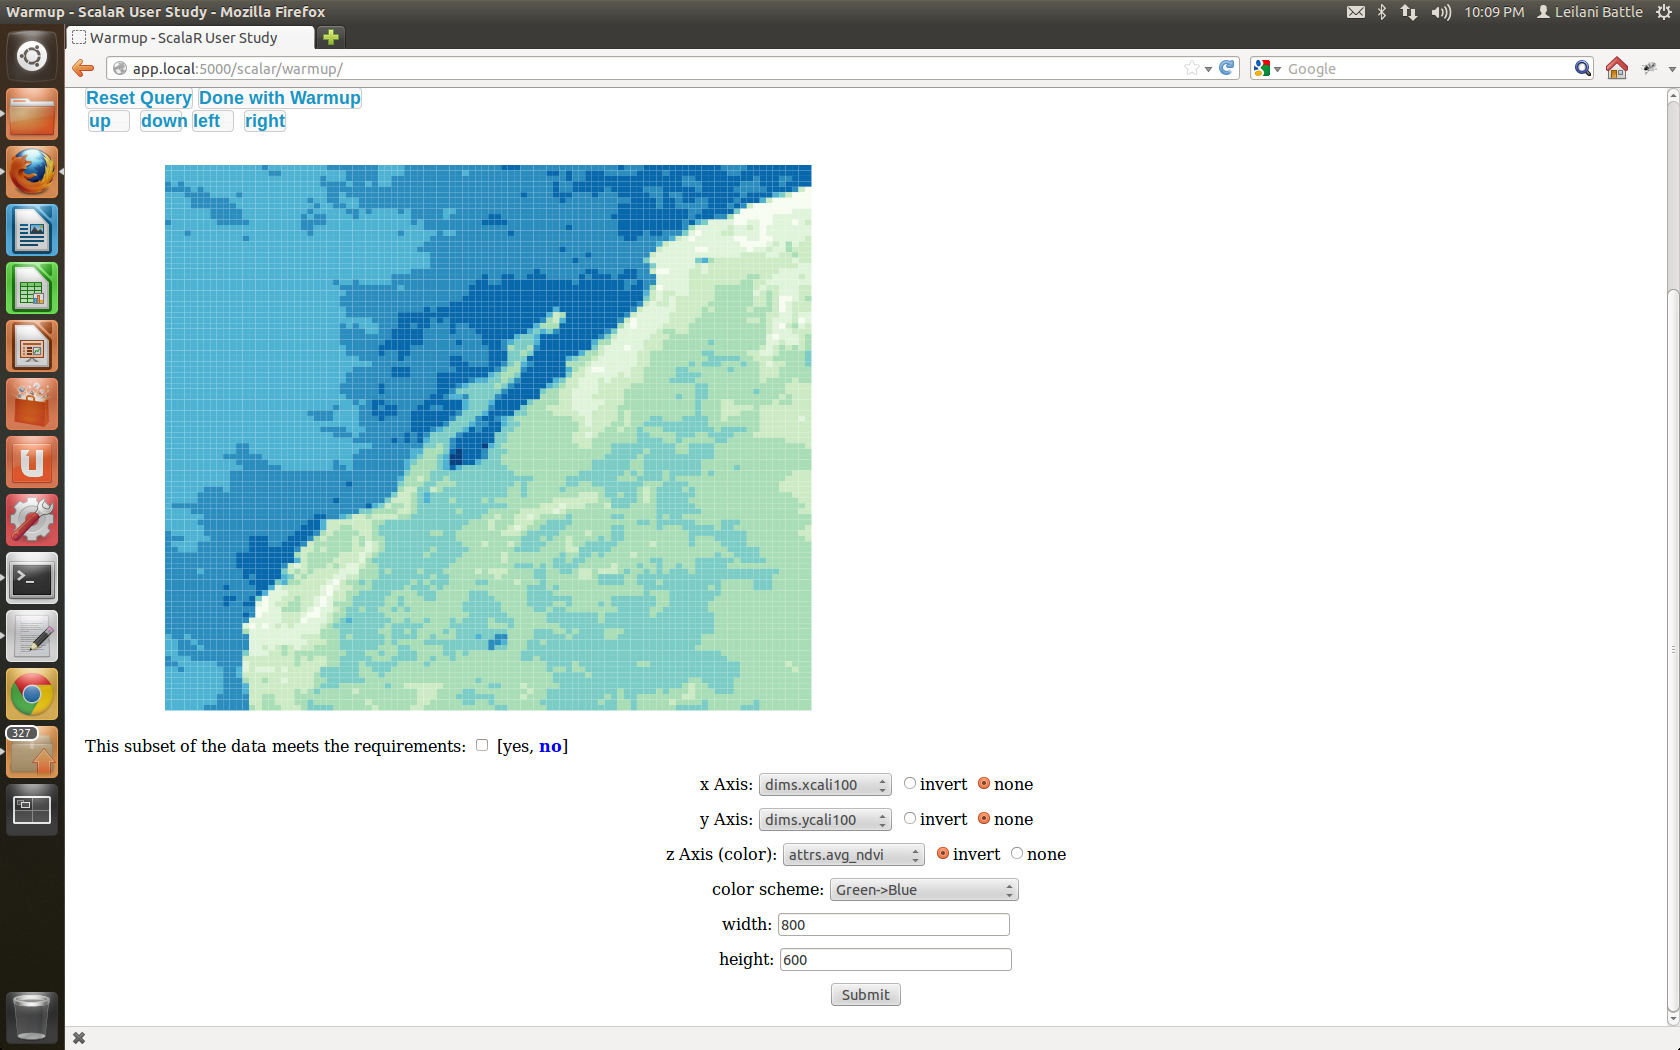 Warmup - ScalaR User Study - Mozilla Firefox
10:09 PM Leilani Battle
Warmup - ScalaR User Study
app.local:5000/scalar/warmup/
Google
Reset Query Done with Warmup
up down left right
327
This subset of the data meets the requirements: [yes, no]
x Axis: dims.xcali100 invert none
y Axis: dims.ycali100 invert none
z Axis (color): attrs.avg_ndvi invert none
color scheme: Green->Blue
width: 800
height: 600
Submit